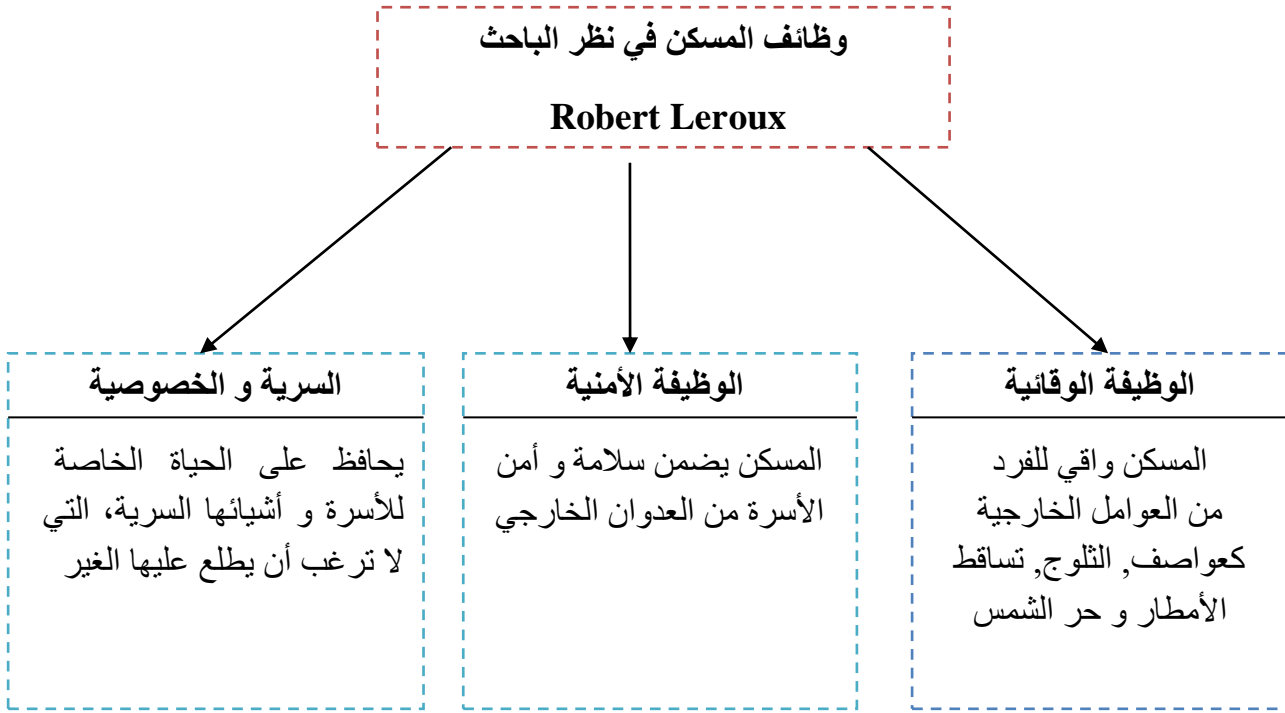 وظائف المسكن في نظر الباحث
Robert Leroux
الوظيفة الوقائية
المسكن واقي للفرد
من العوامل الخارجية
كعواصف, الثلوج, تساقط
الأمطار و حر الشمس
الوظيفة الأمنية
المسكن يضمن سلامة و أمن
الأسرة من العدوان الخارجي
السرية و الخصوصية
يحافظ على الحياة الخاصة
للأسرة و أشيائها السرية، التي
لا ترغب أن يطلع عليها الغير